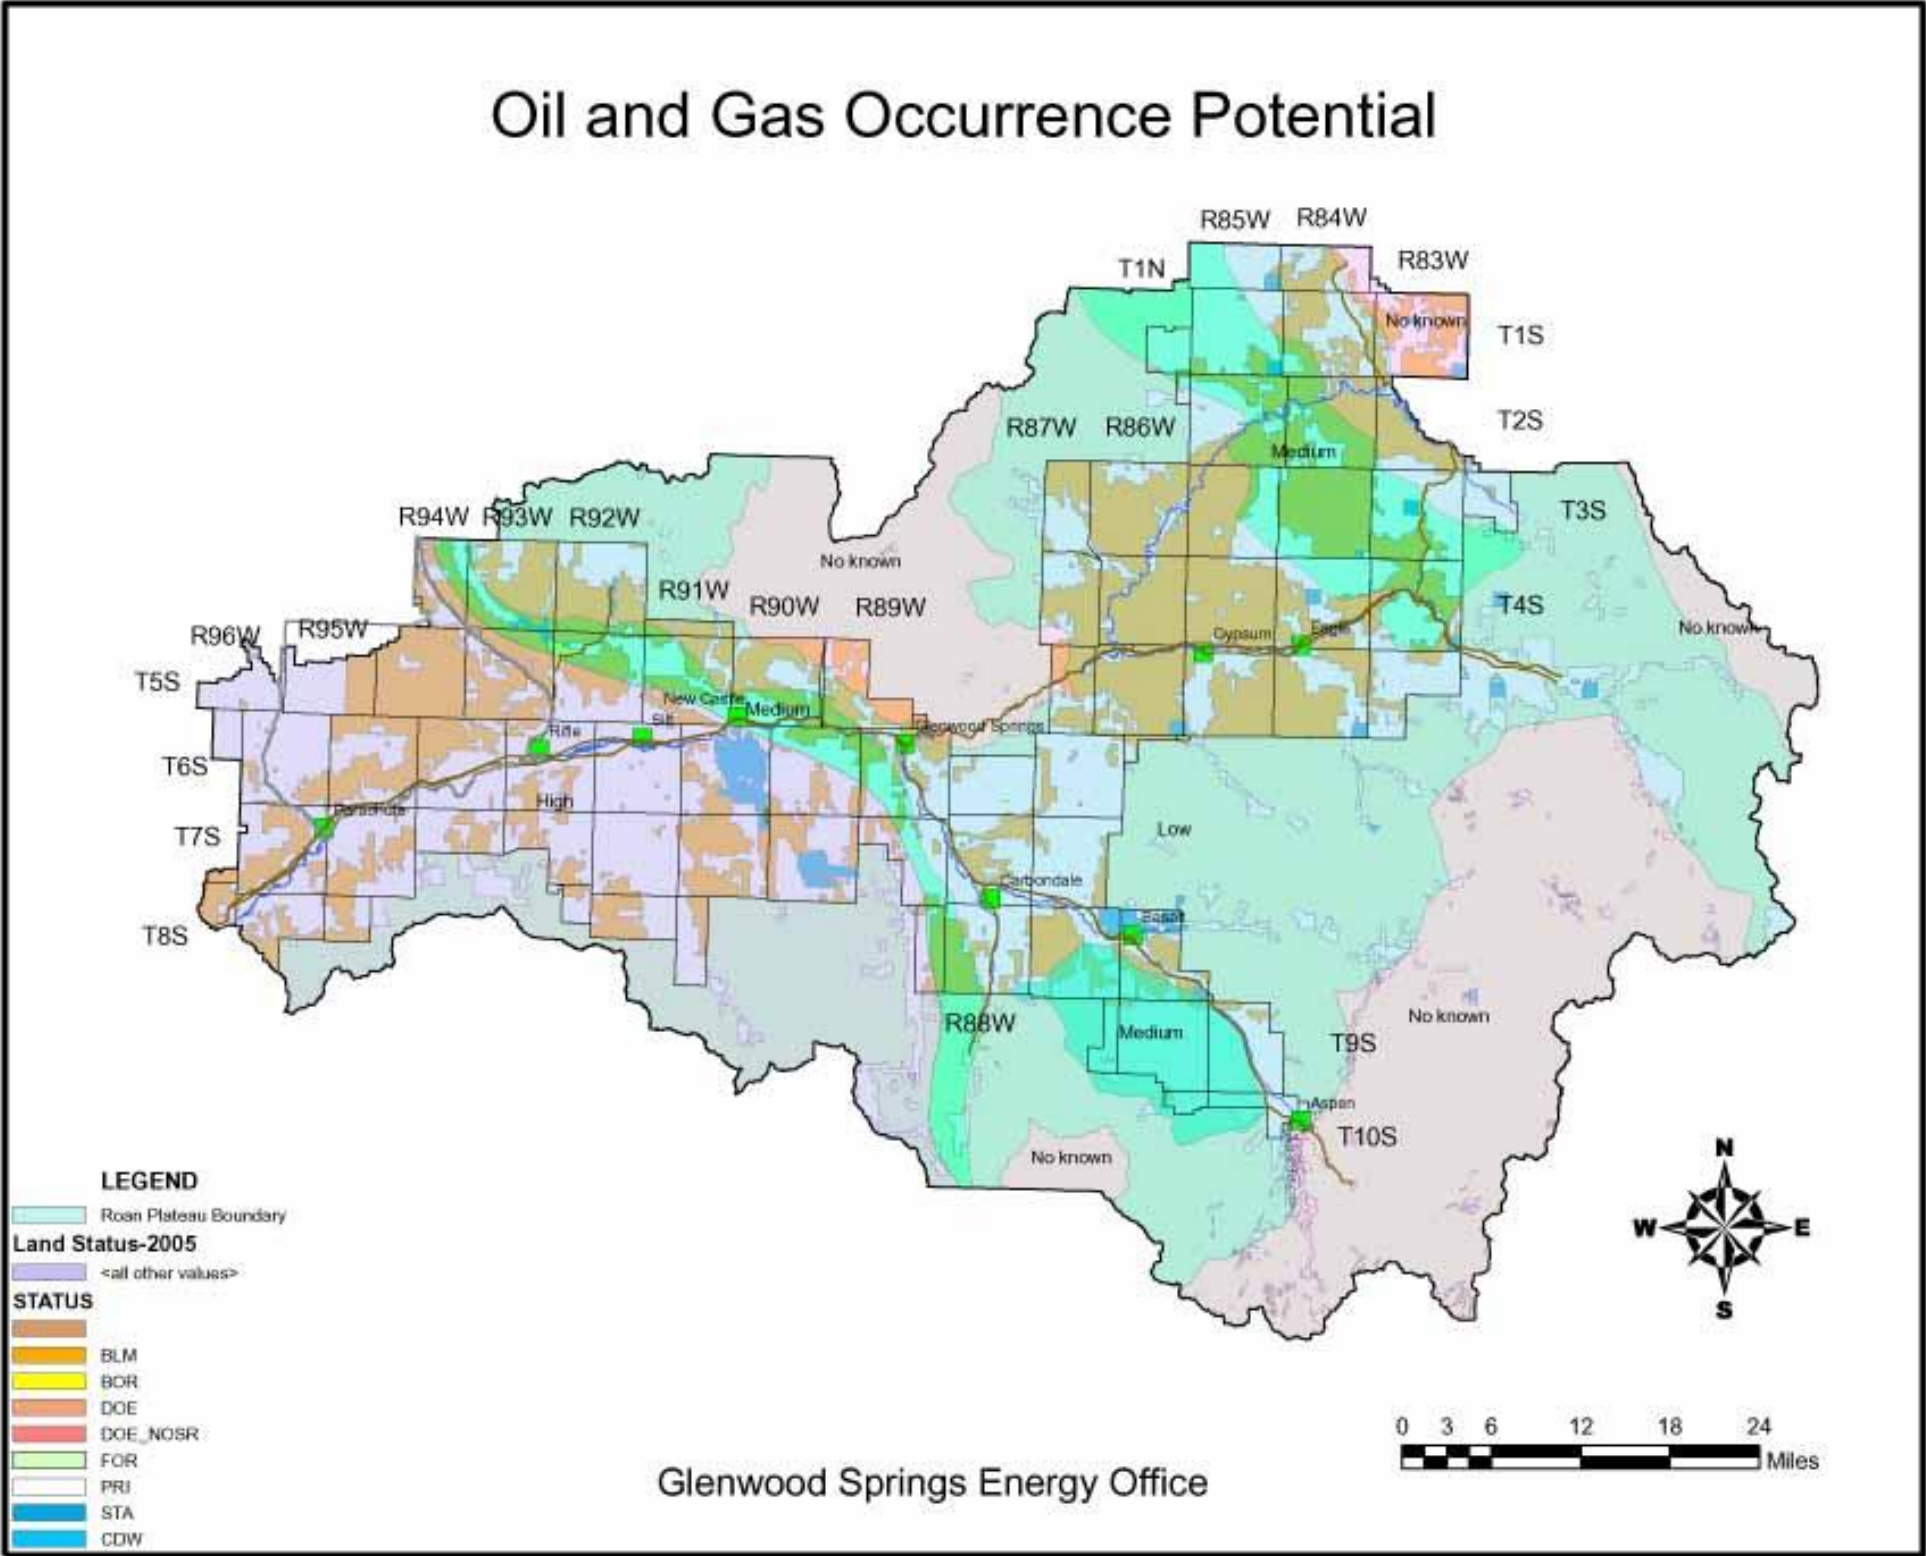 Oil and Gas Occurrence Potential
R85W R84W
T1N R83W
No known T1S
R87W R86W T2S
Medium
R94W R93W R92W T3S
No known
R91W R90W R89W T4S
R96W R95W Gypsum Eagle No known
T5S
New Castle Medium
Silt Glenwood Springs
Rifle
T6S
High
Parachute
T7S Low
Carbondale
T8S Basalt
No known
R88W Medium T9S
Aspen
T10S
No known
N
W E
S
LEGEND
Roan Plateau Boundary
Land Status-2005
<all other values>
STATUS
BLM
BOR
DOE
DOE_NOSR
FOR
PRI
STA
CDW
0 3 6 12 18 24
Miles
Glenwood Springs Energy Office